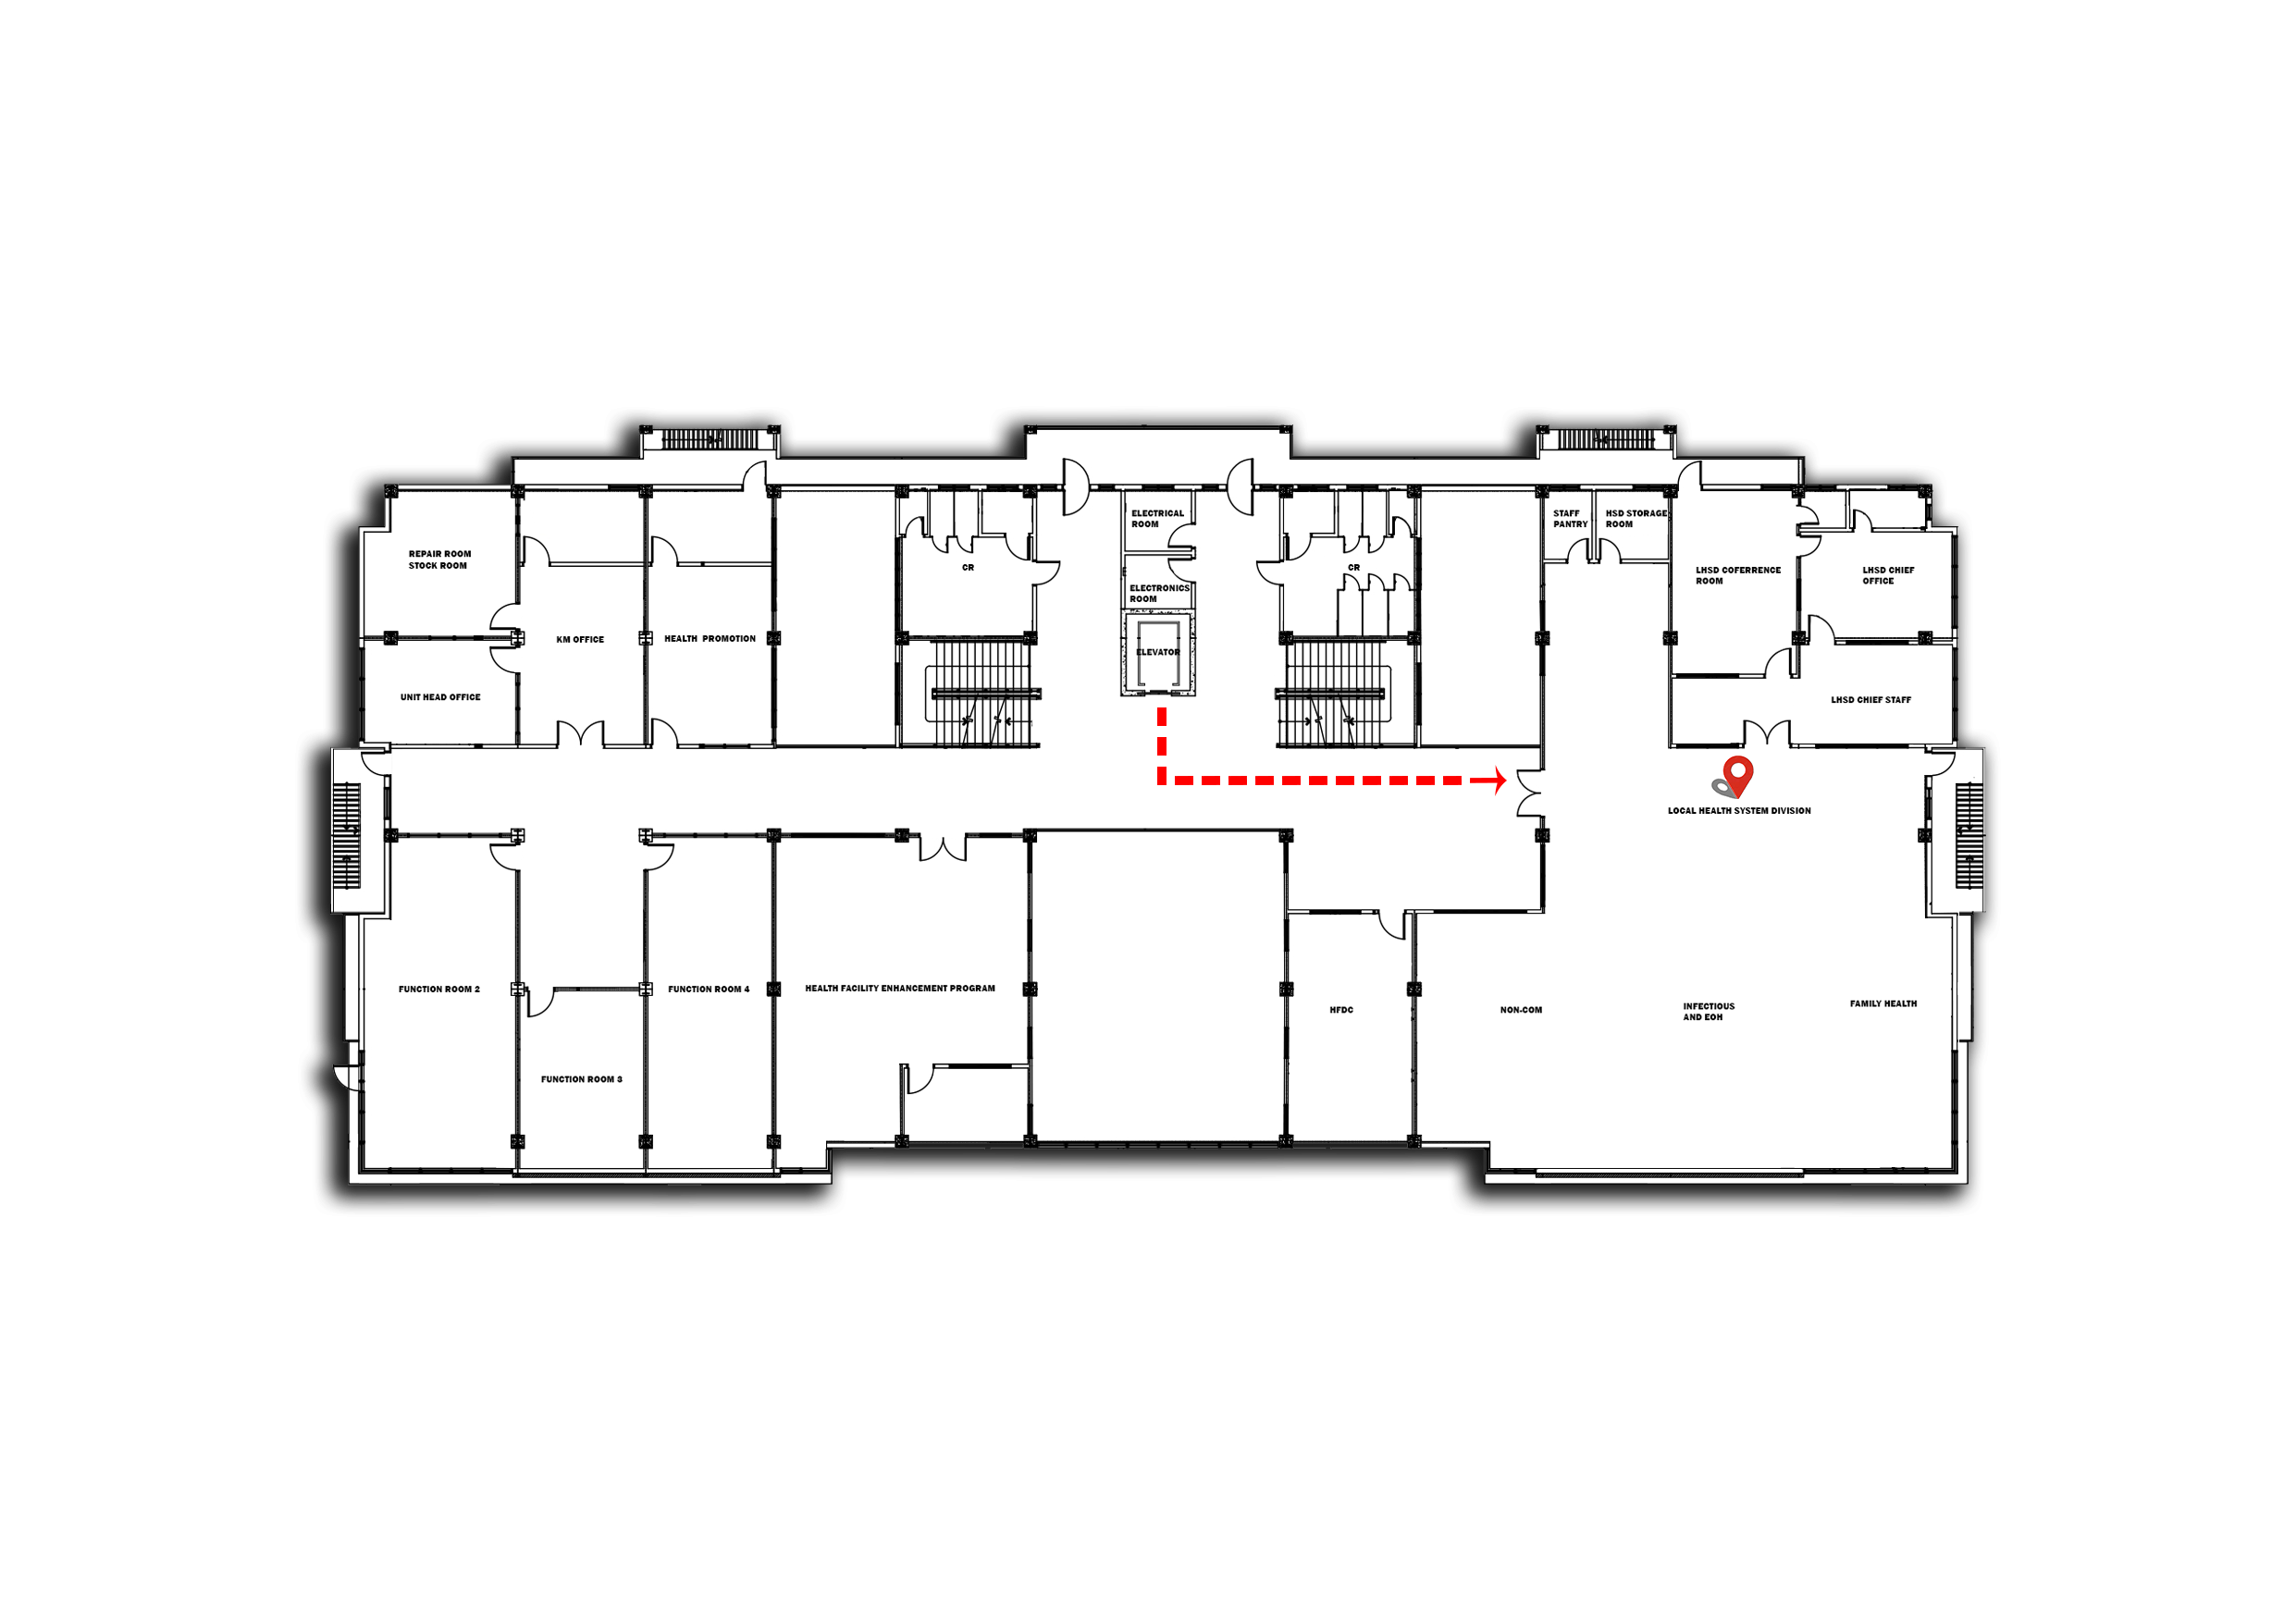 ELECTRICAL
ROOM
STAFF
PANTRY
HSD STORAGE
ROOM
REPAIR ROOM
STOCK ROOM
CR
CR
LHSD COFERRENCE
ROOM
LHSD CHIEF
OFFICE
ELECTRONICS
ROOM
KM OFFICE
HEALTH PROMOTION
ELEVATOR
UNIT HEAD OFFICE
LHSD CHIEF STAFF
LOCAL HEALTH SYSTEM DIVISION
FUNCTION ROOM 2
FUNCTION ROOM 4
HEALTH FACILITY ENHANCEMENT PROGRAM
HFDC
NON-COM
INFECTIOUS
AND EOH
FAMILY HEALTH
FUNCTION ROOM 3